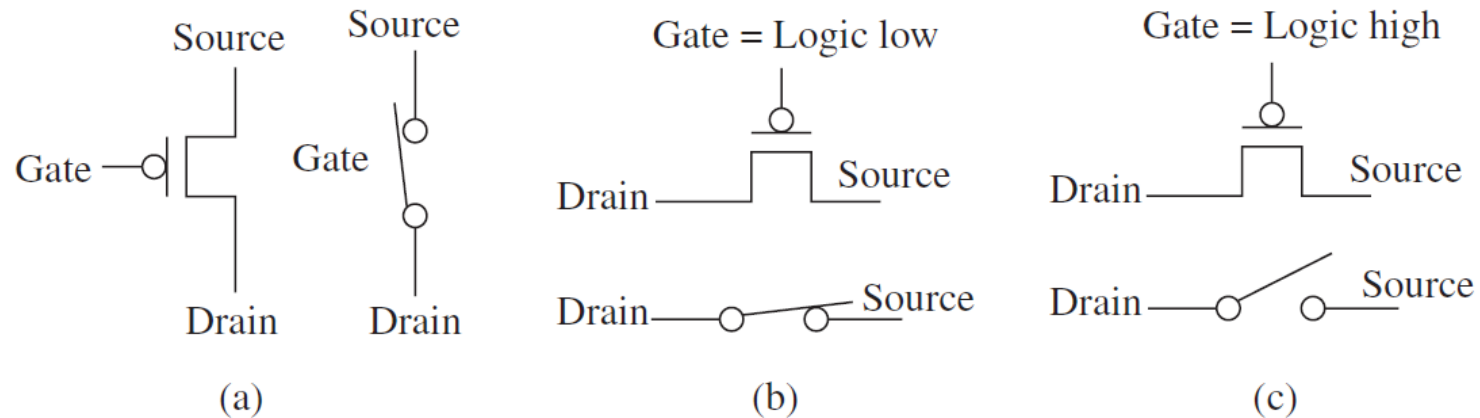 Source
Gate
Drain
Source
Gate
Drain
(a)
Gate = Logic low
Drain
Source
Drain
Source
(b)
Gate = Logic high
Drain
Source
Drain
Source
(c)